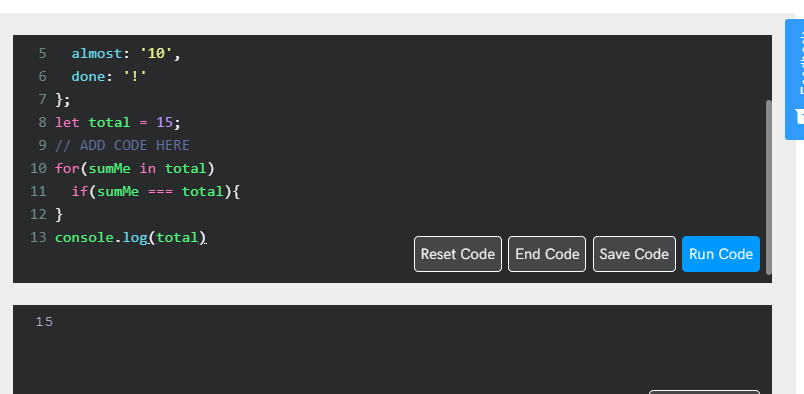 5   almost: '10',
6   done: '!'
7 };
8 let total = 15;
9 // ADD CODE HERE
10 for(sumMe in total)
11   if(sumMe === total){
12 }
13 console.log(total)
Reset Code End Code Save Code Run Code
15